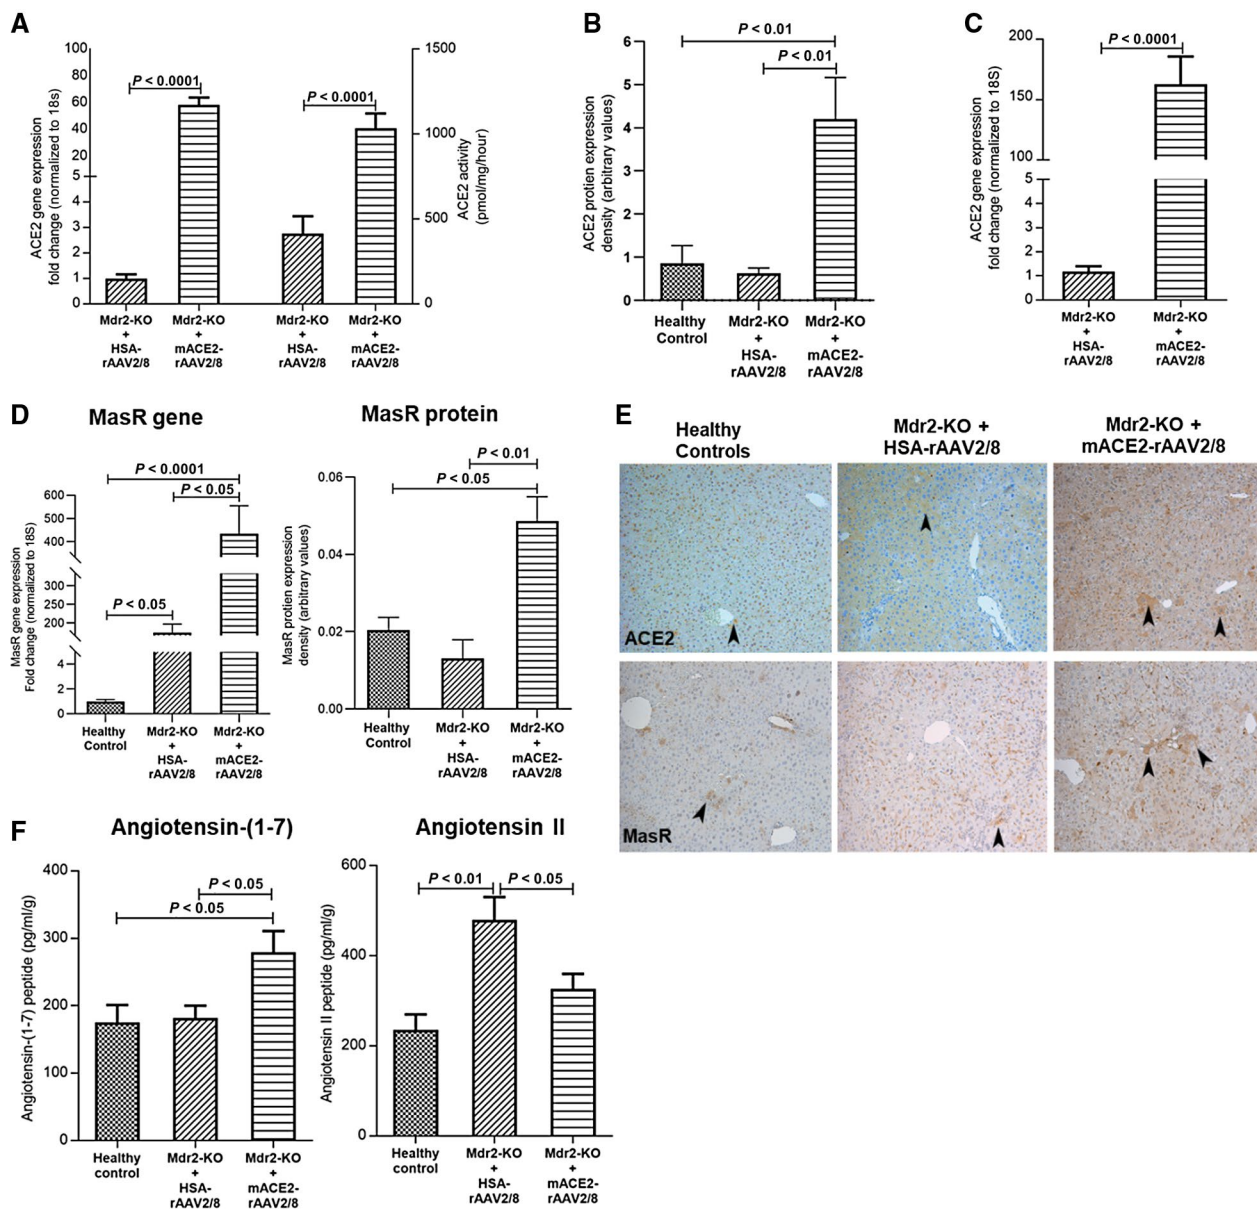 A
ACE2 gene expression
fold change (normalized to 18s)
100
80
60
40
20
5
4
3
2
1
0
P < 0.0001
P < 0.0001
1500
1000
500
0
ACE2 activity
(pmol/mg/hour)
Mdr2-KO
+
HSA-
rAAV2/8
Mdr2-KO
+
mACE2-
rAAV2/8
Mdr2-KO
+
HSA-
rAAV2/8
Mdr2-KO
+
mACE2-
rAAV2/8
B
ACE2 protien expression
density (arbitrary values)
6
5
4
3
2
1
0
P < 0.01
P < 0.01
Healthy
Control
Mdr2-KO
+
HSA-
rAAV2/8
Mdr2-KO
+
mACE2-
rAAV2/8
C
ACE2 gene expression
fold change (normalized to 18S)
200
150
100
5
4
3
2
1
0
P < 0.0001
Mdr2-KO
+
HSA-
rAAV2/8
Mdr2-KO
+
mACE2-
rAAV2/8
D
MasR gene
MasR gene expression
Fold change (normalized to 18S)
600
500
400
300
200
4
2
0
P < 0.0001
P < 0.05
P < 0.05
Healthy
Control
Mdr2-KO
+
HSA-
rAAV2/8
Mdr2-KO
+
mACE2-
rAAV2/8
MasR protein
MasR protien expression
density (arbitrary values)
0.06
0.04
0.02
0.00
P < 0.01
P < 0.05
Healthy
Control
Mdr2-KO
+
HSA-
rAAV2/8
Mdr2-KO
+
mACE2-
rAAV2/8
E
Healthy
Controls
Mdr2-KO +
HSA-rAAV2/8
Mdr2-KO +
mACE2-rAAV2/8
ACE2
MasR
F
Angiotensin-(1-7)
Angiotensin-(1-7) peptide (pg/ml/g)
400
300
200
100
0
P < 0.05
P < 0.05
Healthy
control
Mdr2-KO
+
HSA-
rAAV2/8
Mdr2-KO
+
mACE2-
rAAV2/8
Angiotensin II
Angiotensin II peptide (pg/ml/g)
600
400
200
0
P < 0.01
P < 0.05
Healthy
control
Mdr2-KO
+
HSA-
rAAV2/8
Mdr2-KO
+
mACE2-
rAAV2/8